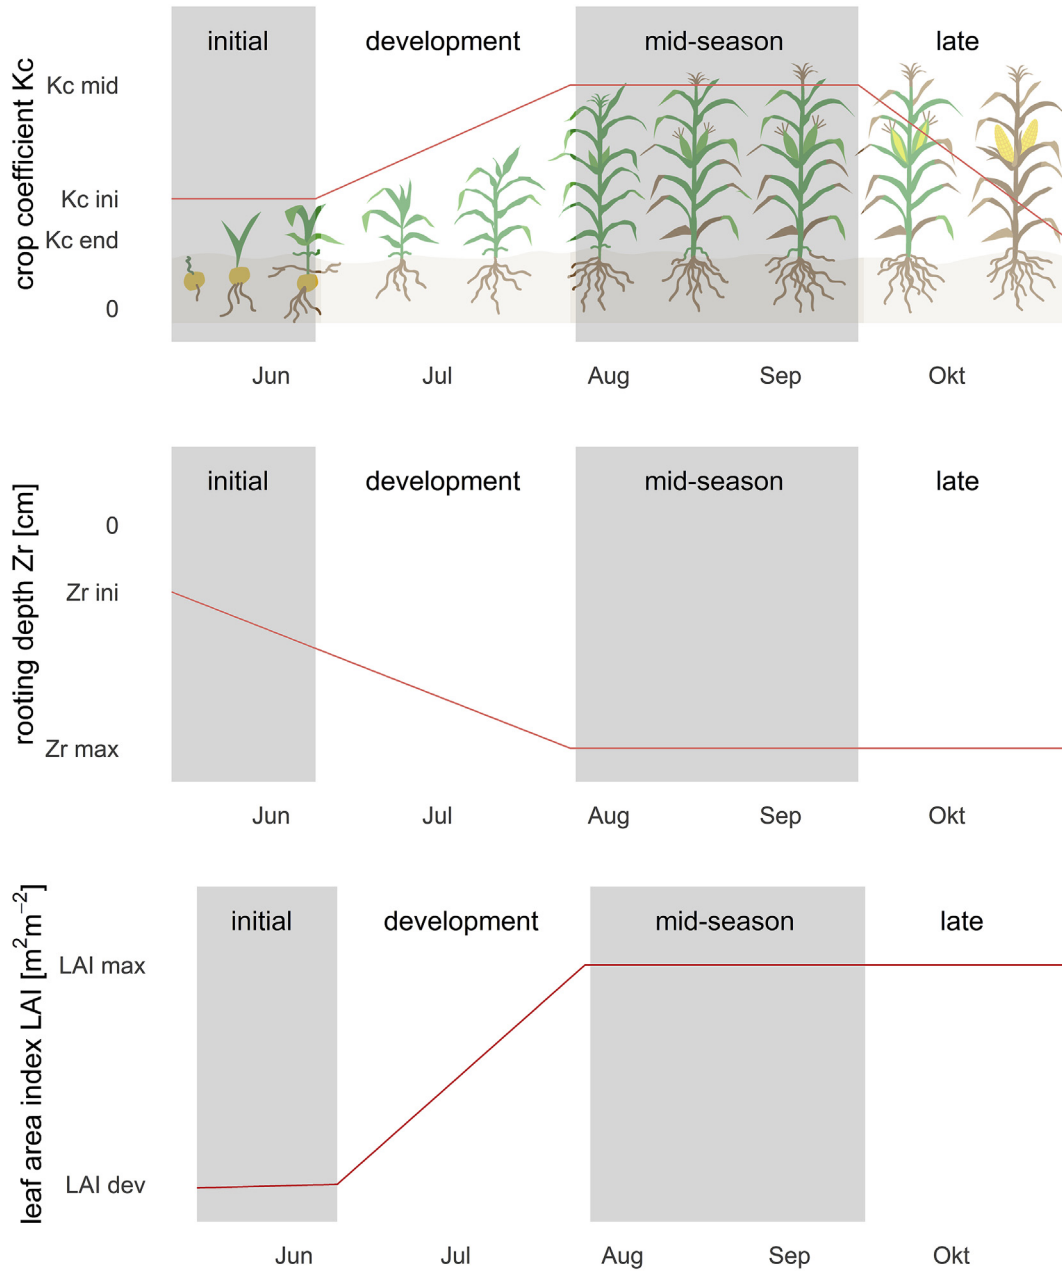 initial
development
mid-season
late
crop coefficient Kc
Kc mid
Kc ini
Kc end
0
Jun
Jul
Aug
Sep
Okt
initial
development
mid-season
late
rooting depth Zr [cm]
0
Zr ini
Zr max
Jun
Jul
Aug
Sep
Okt
initial
development
mid-season
late
leaf area index LAI [m²m⁻²]
LAI max
LAI dev
Jun
Jul
Aug
Sep
Okt